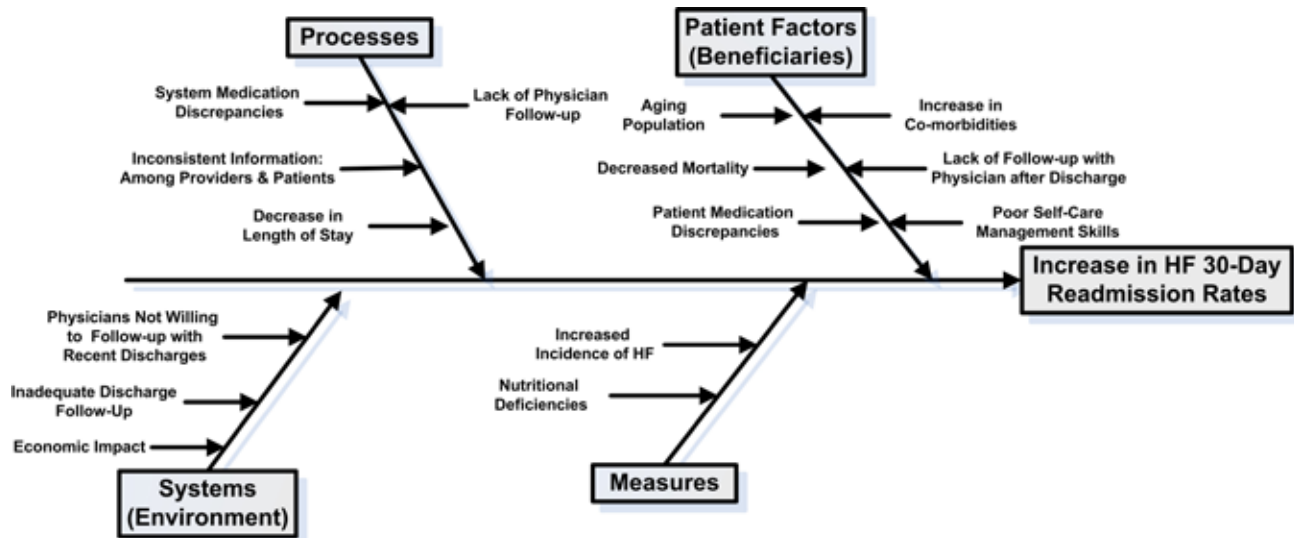 Processes
System Medication
Discrepancies
Lack of Physician
Follow-up
Inconsistent Information:
Among Providers & Patients
Decrease in
Length of Stay
Patient Factors
(Beneficiaries)
Aging
Population
Increase in
Co-morbidities
Decreased Mortality
Lack of Follow-up with
Physician after Discharge
Patient Medication
Discrepancies
Poor Self-Care
Management Skills
Increase in HF 30-Day
Readmission Rates
Physicians Not Willing
to Follow-up with
Recent Discharges
Inadequate Discharge
Follow-Up
Economic Impact
Systems
(Environment)
Increased
Incidence of HF
Nutritional
Deficiencies
Measures